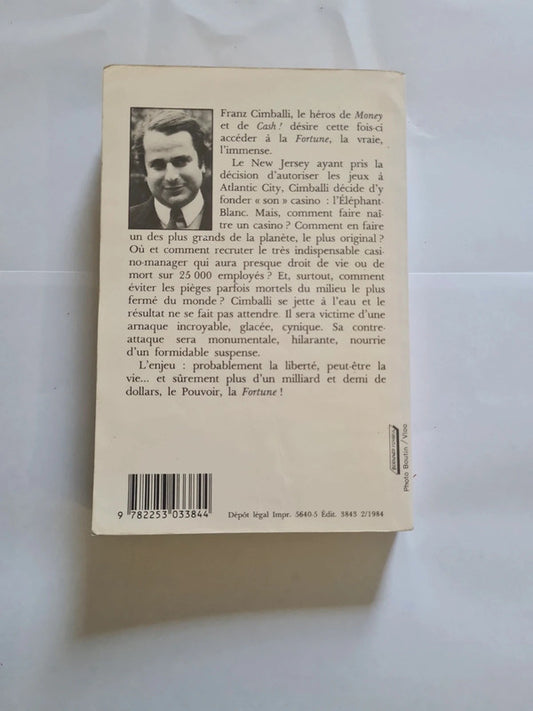 Franz Cimballi, le héros de Money
et de Cash ! désire cette fois-ci
accéder à la Fortune, la vraie,
l'immense.
Le New Jersey ayant pris la
décision d'autoriser les jeux à
Atlantic City, Cimballi décide d'y
fonder « son » casino : l'Éléphant-
Blanc. Mais, comment faire naî-
tre un casino ? Comment en faire
un des plus grands de la planète, le plus original ?
Où et comment recruter le très indispensable casi-
no-manager qui aura presque droit de vie ou de
mort sur 25 000 employés ? Et, surtout, comment
éviter les pièges parfois mortels du milieu le plus
fermé du monde ? Cimballi se jette à l'eau et le
résultat ne se fait pas attendre. Il sera victime d'une
arnaque incroyable, glacée, cynique. Sa contre-
attaque sera monumentale, hilarante, nourrie
d'un formidable suspense.
L'enjeu : probablement la liberté, peut-être la
vie... et sûrement plus d'un milliard et demi de
dollars, le Pouvoir, la Fortune !
Photo Boutin / Vloo
9 782253 033844
Dépôt légal Impr. 5640-5 Édit. 3843 2/1984